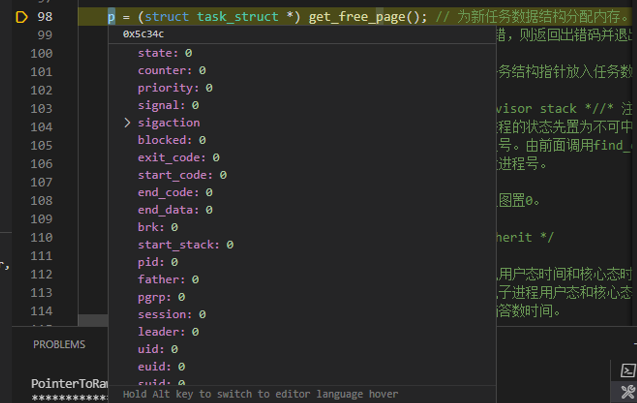 98 p = (struct task_struct *) get_free_page(); // 为新任务数据结构分配内存。
99 错，则返回出错码并退出
0x5c34c
100
state: 0
101 务结构指针放入任务数
counter: 0
102
priority: 0
103 visor stack *//* 注
signal: 0
104 程的状态先置为不可中
> sigaction
105 号。由前面调用find_
blocked: 0
106 进程号。
exit_code: 0
107
start_code: 0
108 图置0。
end_code: 0
109
end_data: 0
110 herit */
brk: 0
111
start_stack: 0
112 用户态时间和核心态时
pid: 0
113 子进程用户态和核心态
father: 0
114 答数时间。
pgrp: 0
session: 0
leader: 0
PROBLEMS
uid: 0
euid: 0
suid: 0
PointerToRa
************
Hold Alt key to switch to editor language hover